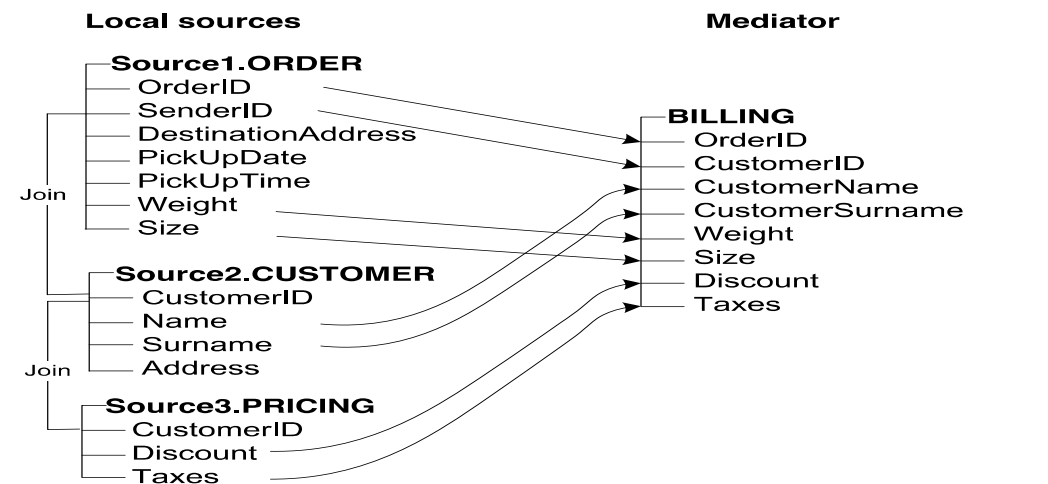 Local sources
Mediator
Source1.ORDER
OrderID
SenderID
DestinationAddress
PickUpDate
PickUpTime
Weight
Size
Join
Source2.CUSTOMER
CustomerID
Name
Surname
Address
Join
Source3.PRICING
CustomerID
Discount
Taxes
BILLING
OrderID
CustomerID
CustomerName
CustomerSurname
Weight
Size
Discount
Taxes